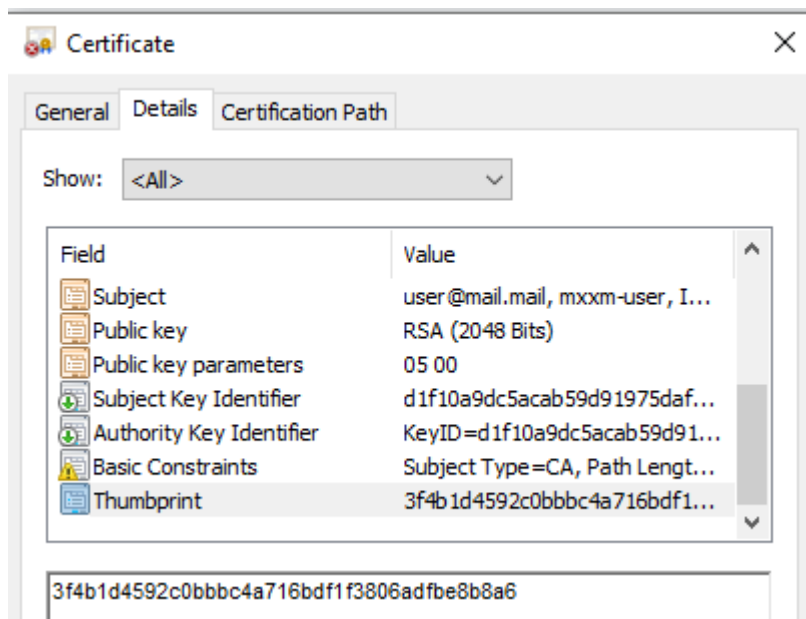 Certificate
General Details Certification Path
Show: <All>
Field Value
Subject user@mail.mail, mxxm-user, I...
Public key RSA (2048 Bits)
Public key parameters 05 00
Subject Key Identifier d1f10a9dc5acab59d91975daf...
Authority Key Identifier KeyID=d1f10a9dc5acab59d91...
Basic Constraints Subject Type=CA, Path Lengt...
Thumbprint 3f4b1d4592c0bbbc4a716bdf1...
3f4b1d4592c0bbbc4a716bdf1f3806adfbe8b8a6